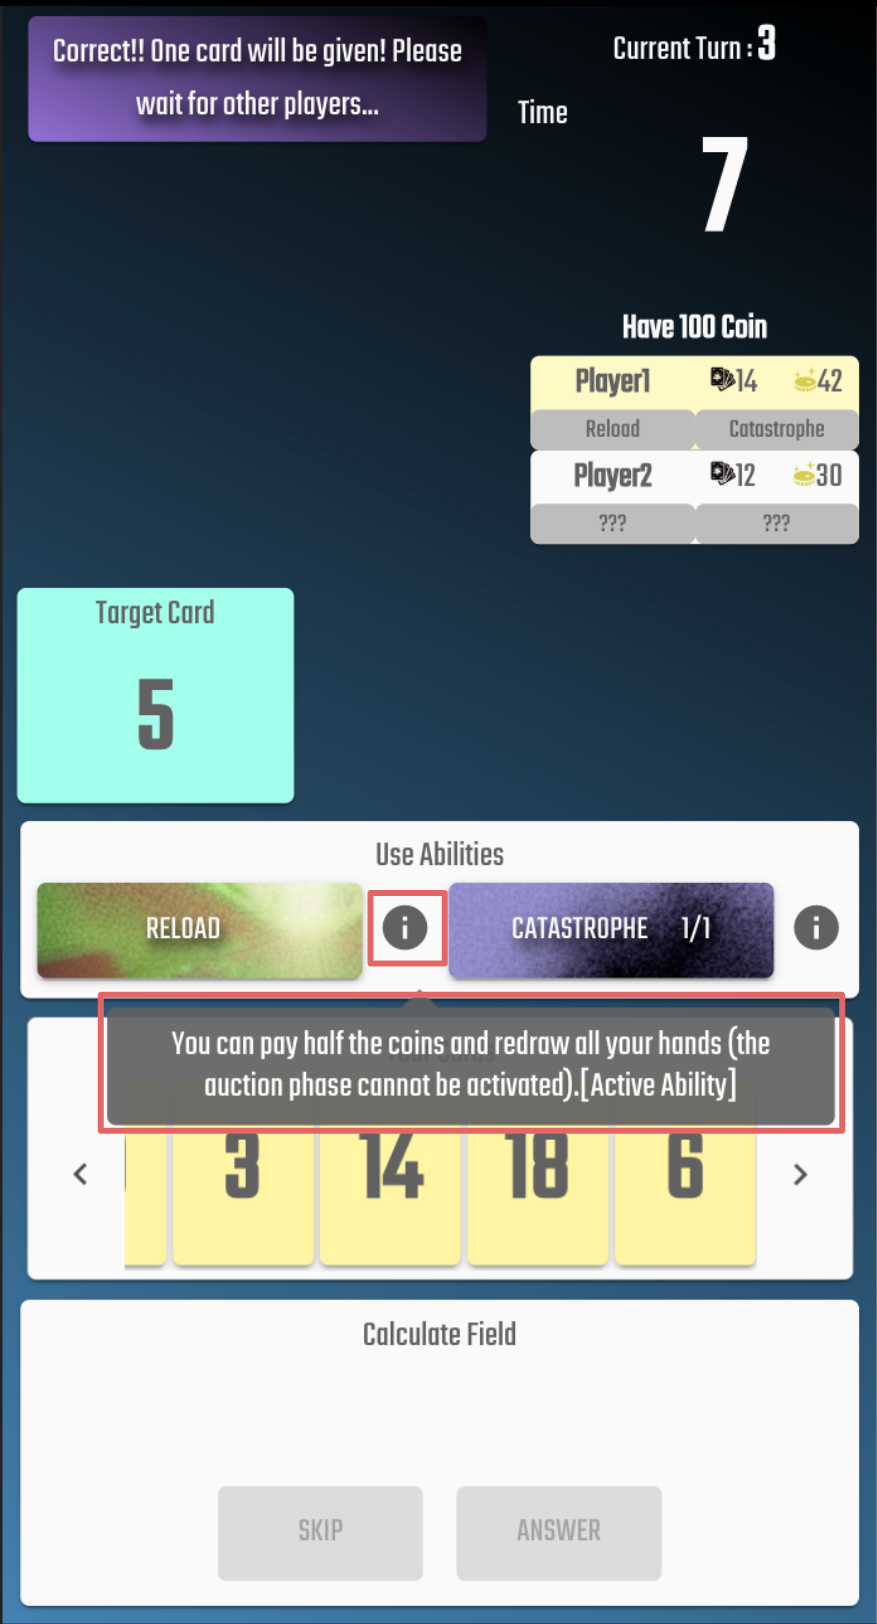 Correct!! One card will be given! Please
wait for other players...
Current Turn : 3
Time
7
Have 100 Coin
Player1 14 42
Reload Catastrophe
Player2 12 30
??? ???
Target Card
5
Use Abilities
RELOAD
CATASTROPHE 1/1
You can pay half the coins and redraw all your hands (the
auction phase cannot be activated).[Active Ability]
3 14 18 6
Calculate Field
SKIP ANSWER